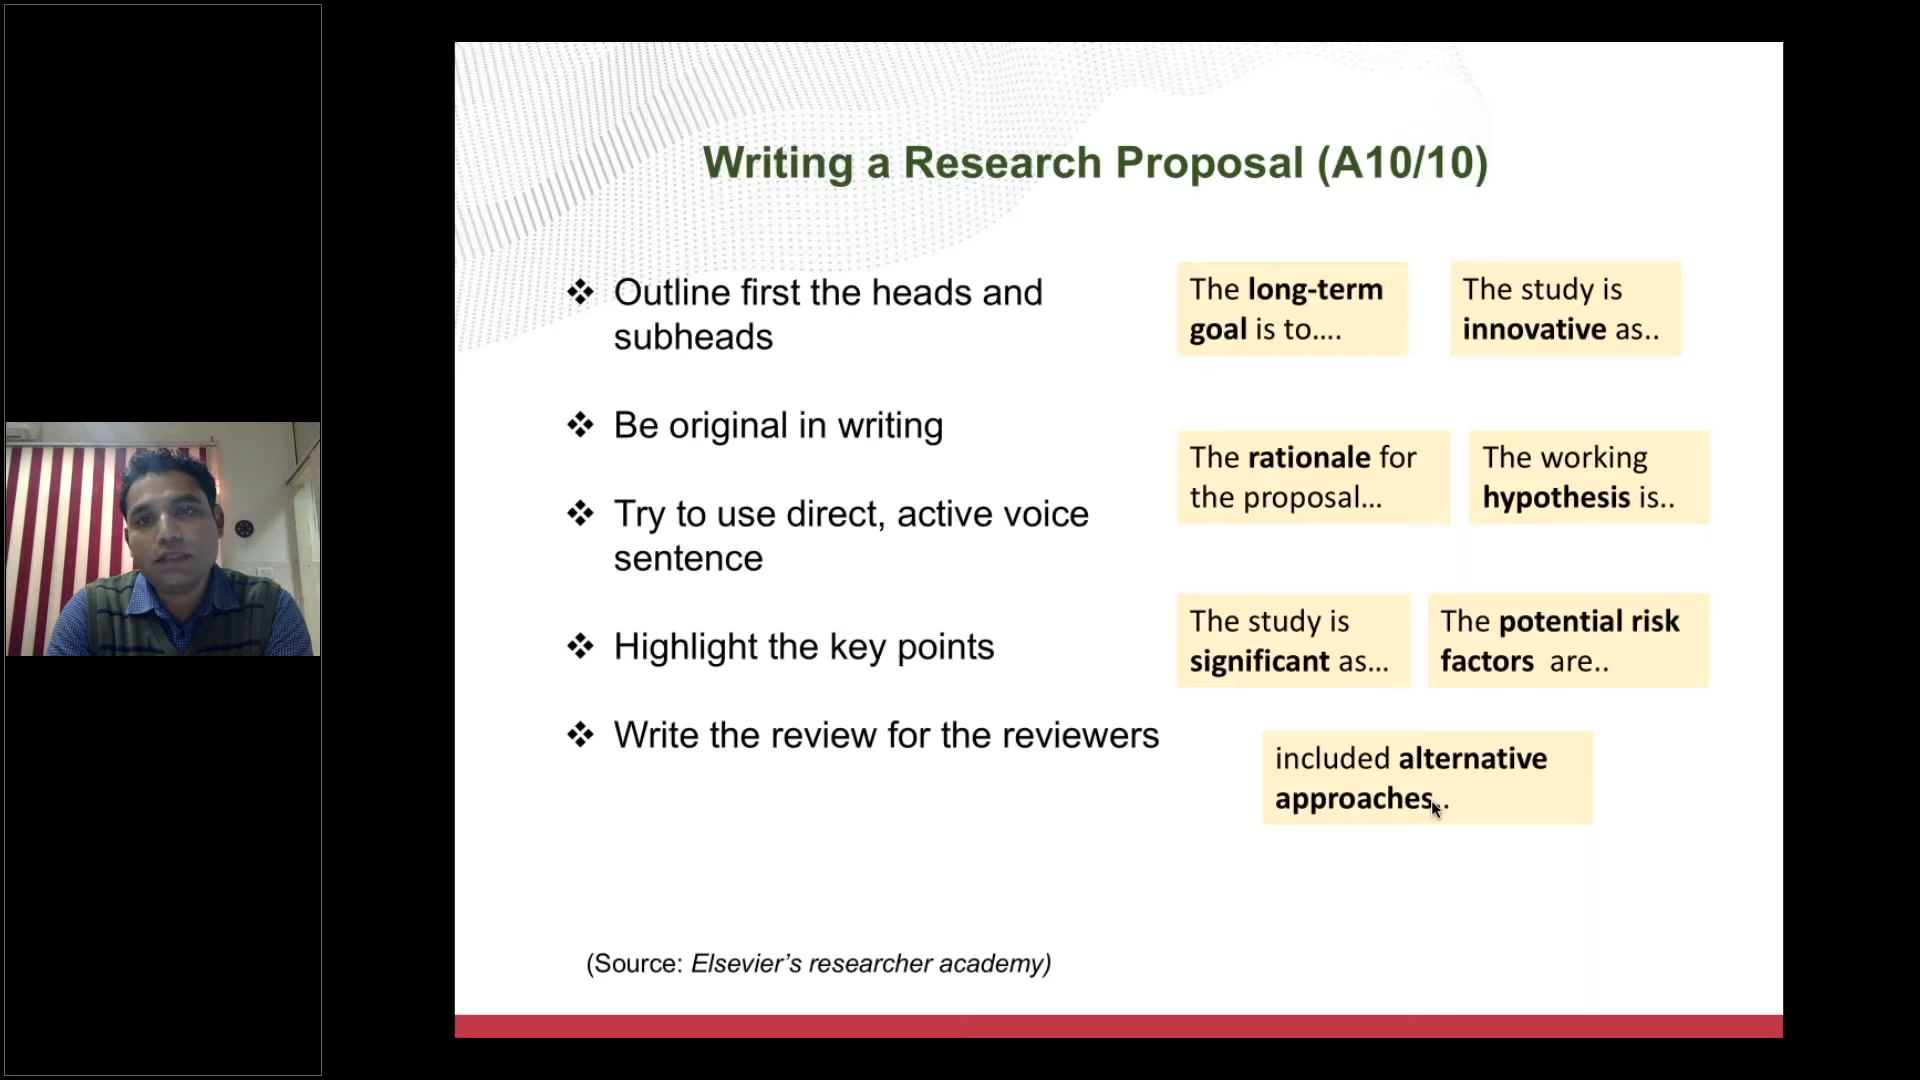 Writing a Research Proposal (A10/10)
❖ Outline first the heads and
subheads
❖ Be original in writing
❖ Try to use direct, active voice
sentence
❖ Highlight the key points
❖ Write the review for the reviewers
The long-term
goal is to....
The study is
innovative as..
The rationale for
the proposal...
The working
hypothesis is..
The study is
significant as...
The potential risk
factors are..
included alternative
approaches..
(Source: Elsevier’s researcher academy)